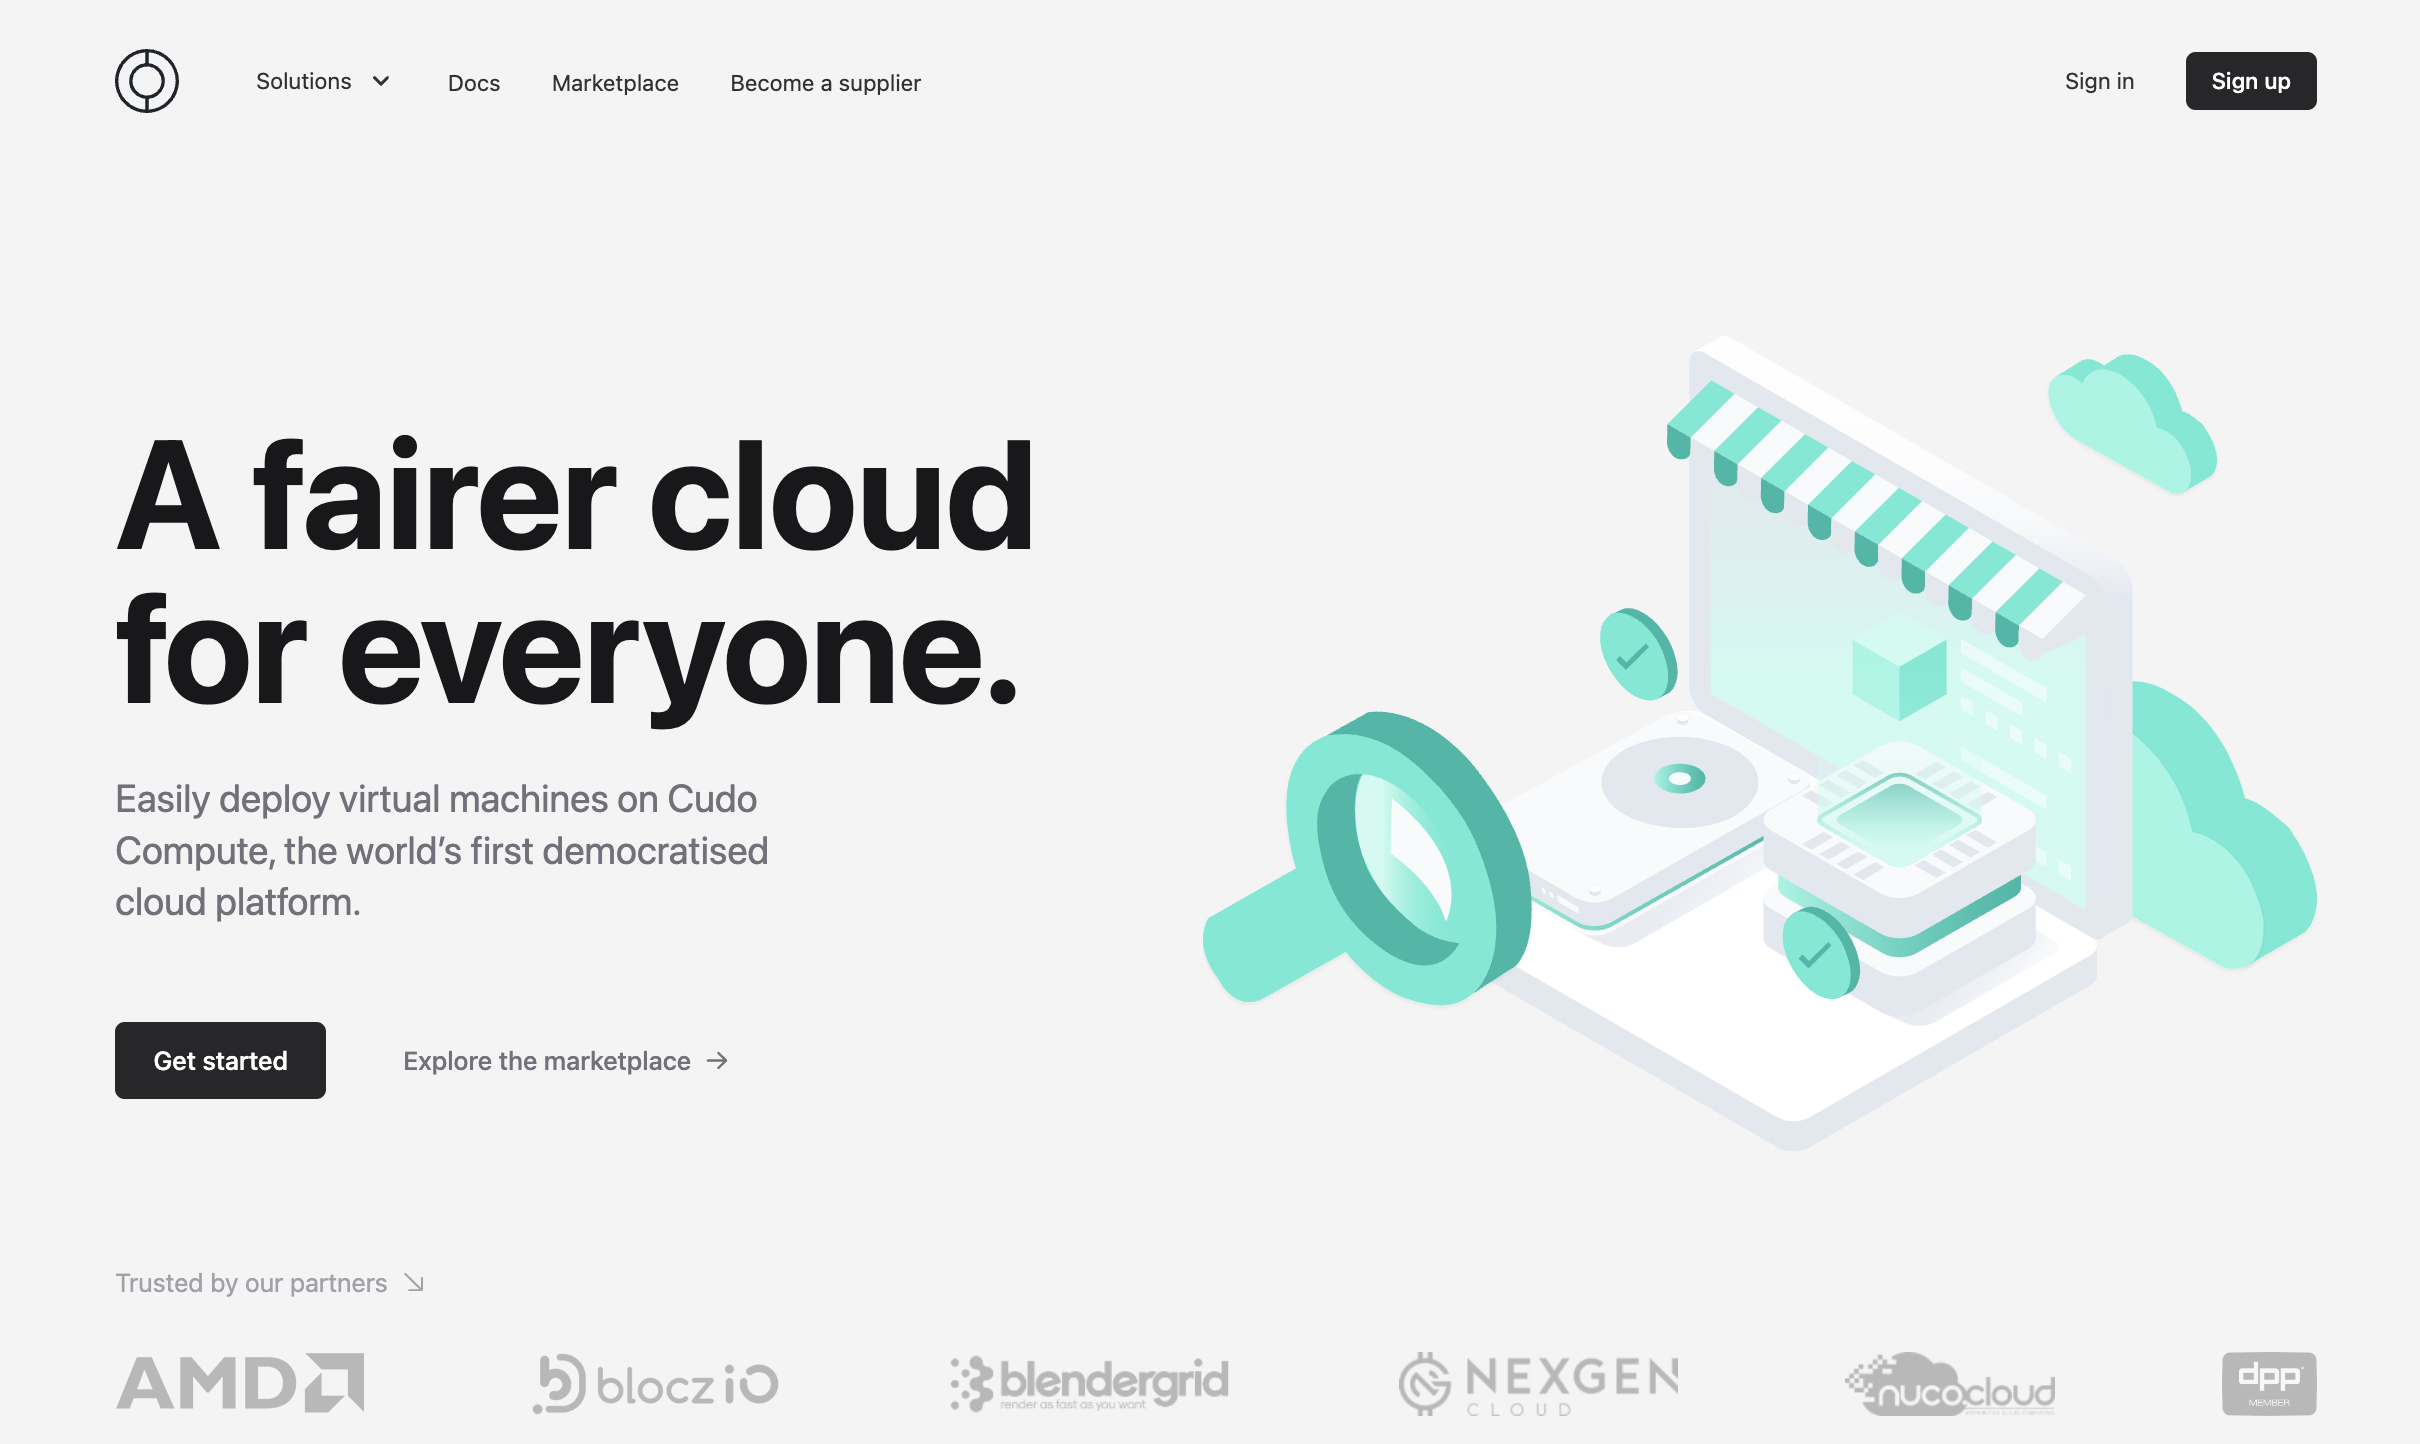 Solutions
Docs
Marketplace
Become a supplier
Sign in
Sign up
A fairer cloud
for everyone.
Easily deploy virtual machines on Cudo
Compute, the world’s first democratised
cloud platform.
Get started
Explore the marketplace
Trusted by our partners
AMD
bloczio
blendergrid
render as fast as you want
NEXGEN
CLOUD
nuco.cloud
dpp
MEMBER